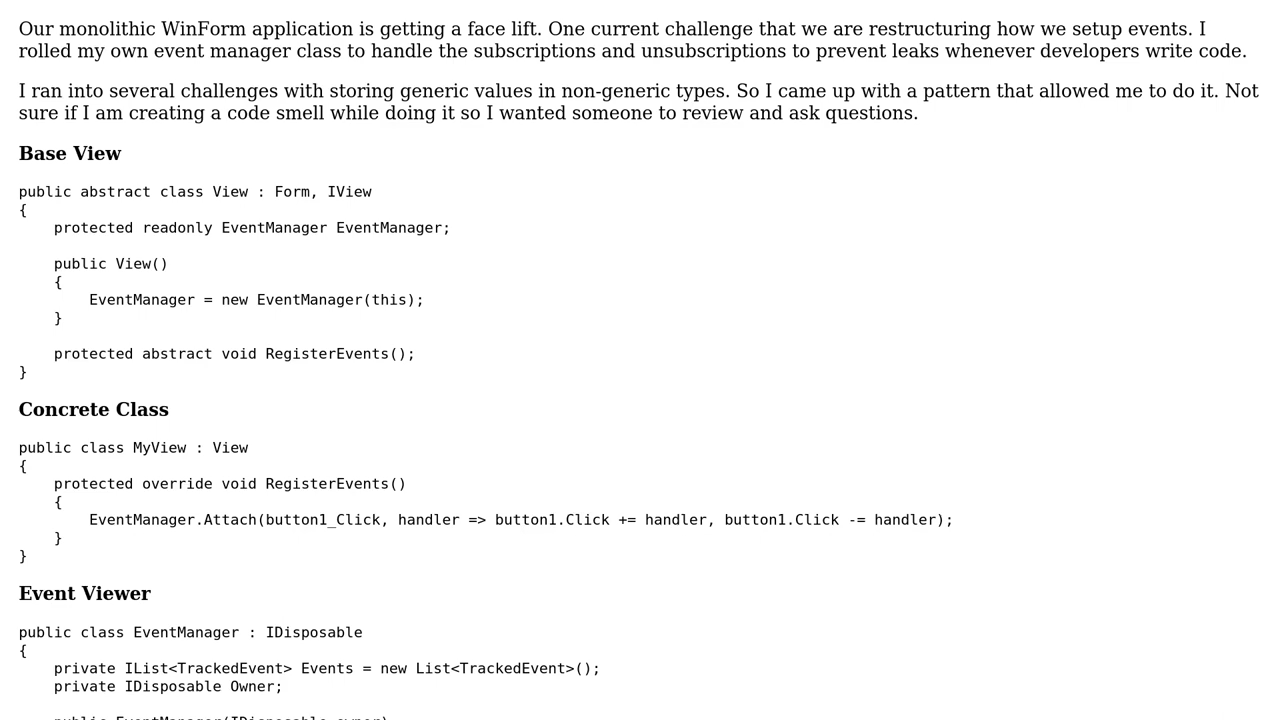 Our monolithic WinForm application is getting a face lift. One current challenge that we are restructuring how we setup events. I
rolled my own event manager class to handle the subscriptions and unsubscriptions to prevent leaks whenever developers write code.
I ran into several challenges with storing generic values in non-generic types. So I came up with a pattern that allowed me to do it. Not
sure if I am creating a code smell while doing it so I wanted someone to review and ask questions.
Base View
public abstract class View : Form, IView
{
    protected readonly EventManager EventManager;
    public View()
    {
        EventManager = new EventManager(this);
    }
    protected abstract void RegisterEvents();
}
Concrete Class
public class MyView : View
{
    protected override void RegisterEvents()
    {
        EventManager.Attach(button1_Click, handler => button1.Click += handler, button1.Click -= handler);
    }
}
Event Viewer
public class EventManager : IDisposable
{
    private IList<TrackedEvent> Events = new List<TrackedEvent>();
    private IDisposable Owner;
    public EventManager(IDisposable owner)